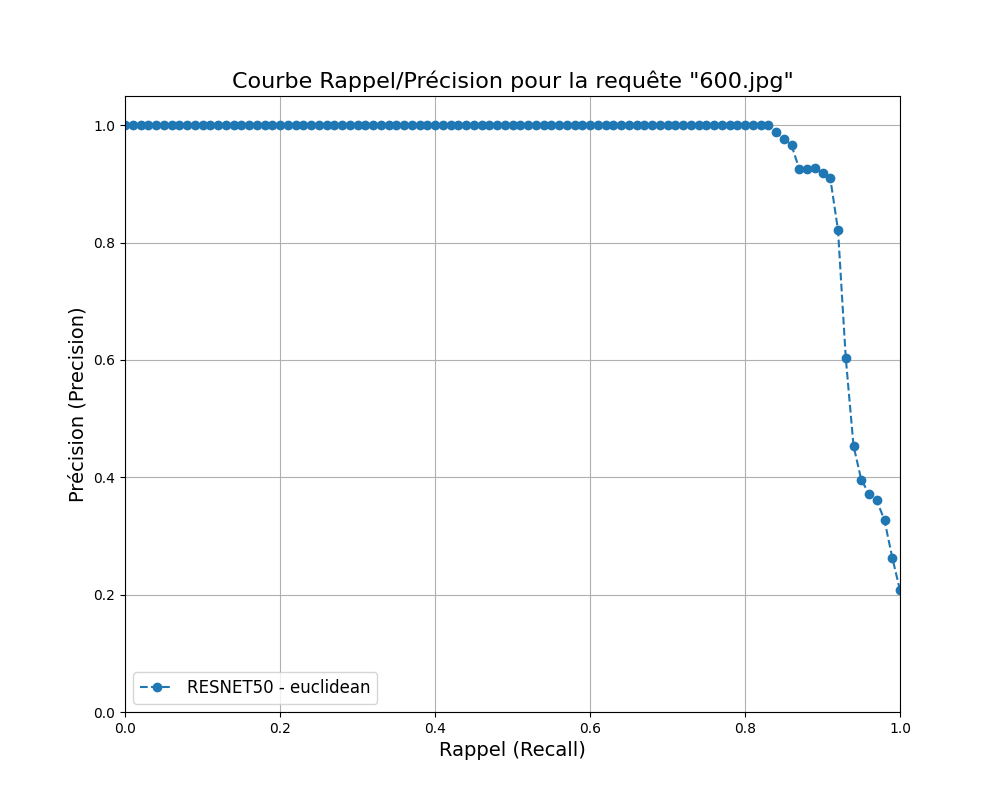 Courbe Rappel/Précision pour la requête "600.jpg"
1.0
0.8
0.6
0.4
0.2
0.0
Précision (Precision)
RESNET50 - euclidean
0.0 0.2 0.4 0.6 0.8 1.0
Rappel (Recall)